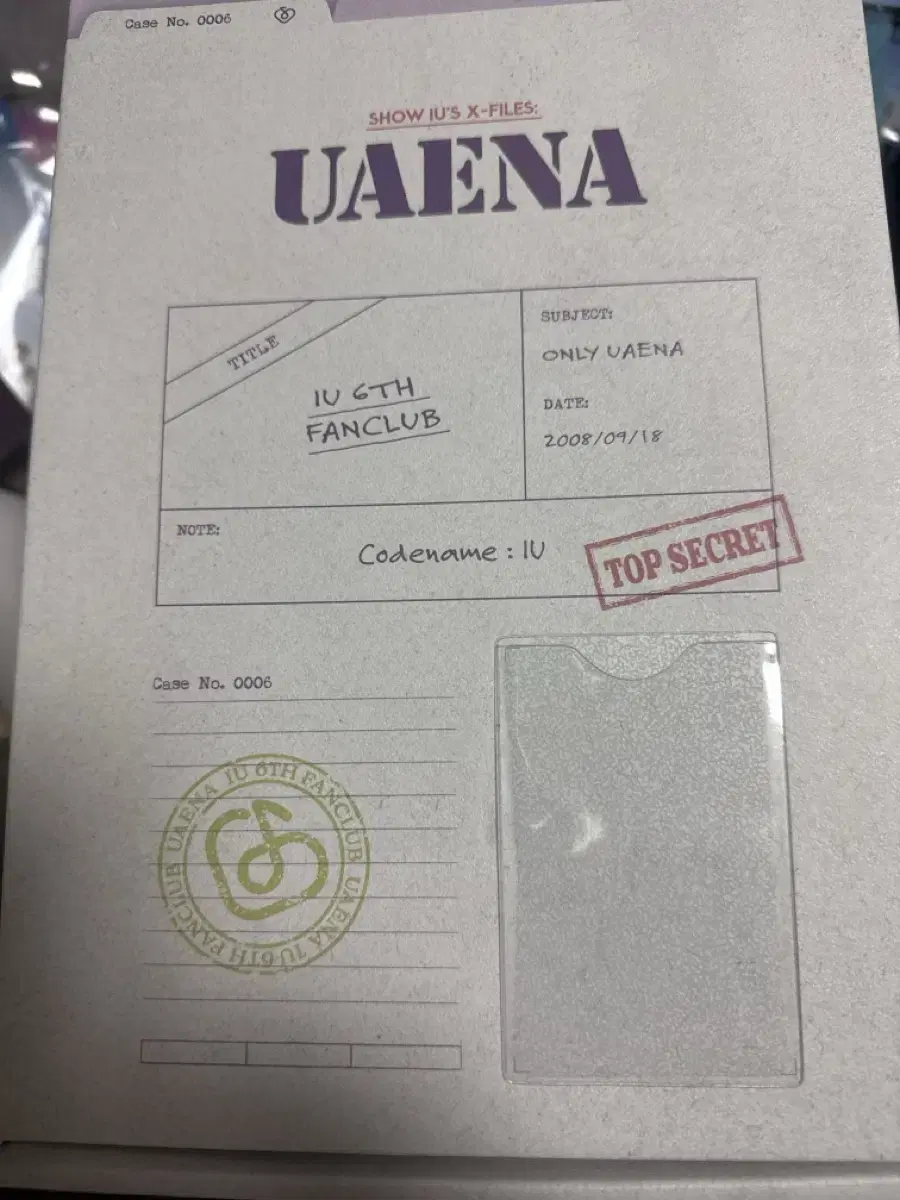 Case No. 0006
SHOW IU'S X-FILES:
UAENA
TITLE
IU 6TH
FANCLUB
SUBJECT:
ONLY UAENA
DATE:
2008/09/18
NOTE:
Codename : IU
TOP SECRET
Case No. 0006
UAENA IU 6TH FANCLUB UAENA IU 6TH FANCLUB